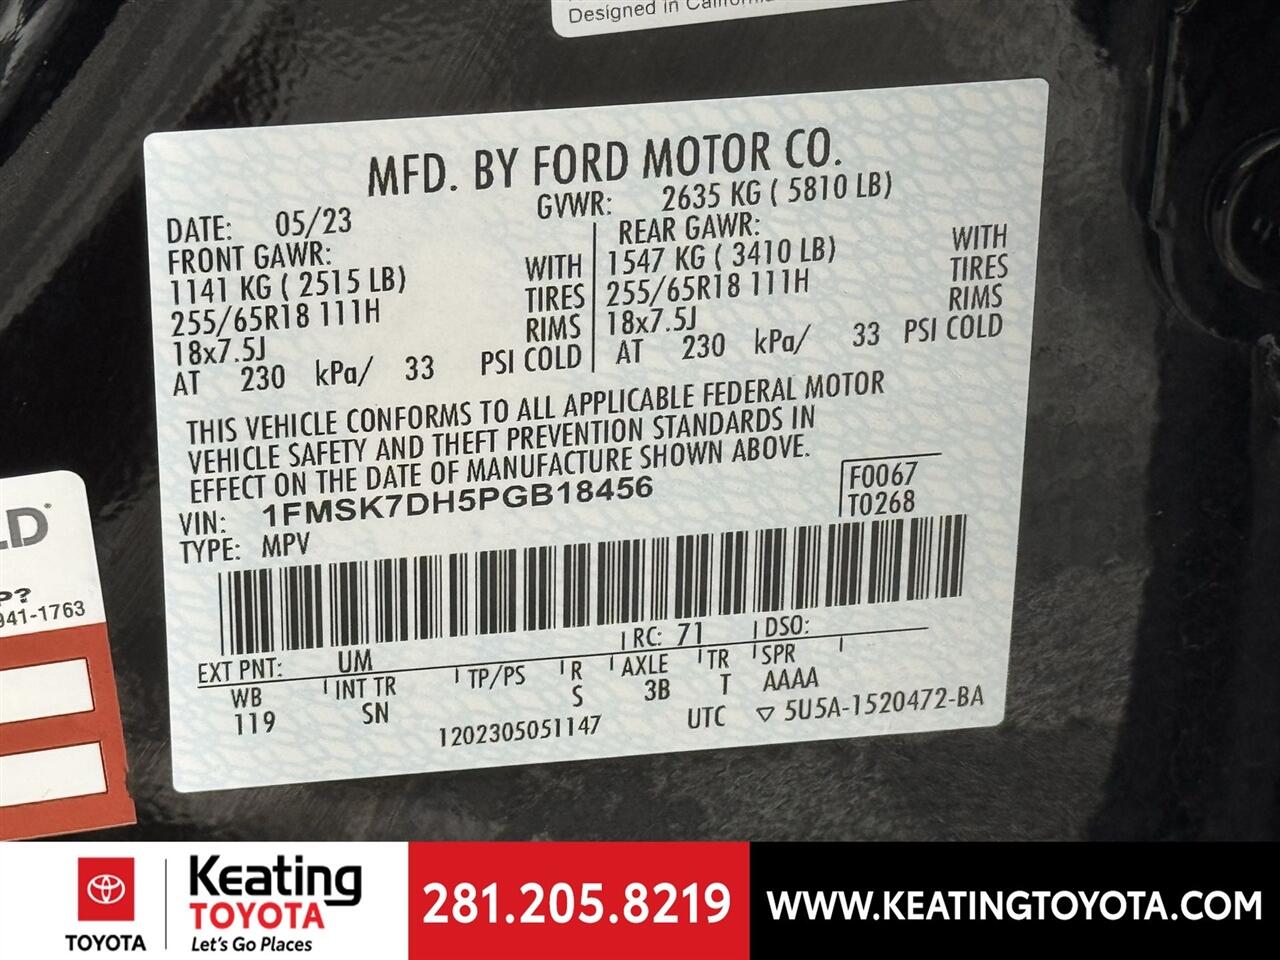 Designed in California
MFD. BY FORD MOTOR CO.
DATE: 05/23 GVWR: 2635 KG ( 5810 LB)
FRONT GAWR: REAR GAWR:
1141 KG ( 2515 LB) WITH 1547 KG ( 3410 LB) WITH
255/65R18 111H TIRES 255/65R18 111H TIRES
18x7.5J RIMS 18x7.5J RIMS
AT 230 kPa/ 33 PSI COLD AT 230 kPa/ 33 PSI COLD
THIS VEHICLE CONFORMS TO ALL APPLICABLE FEDERAL MOTOR
VEHICLE SAFETY AND THEFT PREVENTION STANDARDS IN
EFFECT ON THE DATE OF MANUFACTURE SHOWN ABOVE.
VIN: 1FMSK7DH5PGB18456 F0067
TYPE: MPV T0268
RC: 71 DSO:
EXT PNT: UM
WB INT TR TP/PS R AXLE TR SPR
119 SN S 3B T AAAA
1202305051147 UTC ▽ 5U5A-1520472-BA
LD
P?
941-1763
TOYOTA
Keating
TOYOTA
Let's Go Places
281.205.8219
WWW.KEATINGTOYOTA.COM